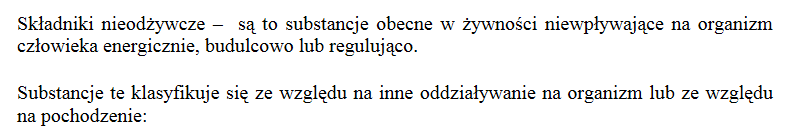 Składniki nieodżywcze – są to substancje obecne w żywności niewpływające na organizm
człowieka energicznie, budulcowo lub regulująco.
Substancje te klasyfikuje się ze względu na inne oddziaływanie na organizm lub ze względu
na pochodzenie: